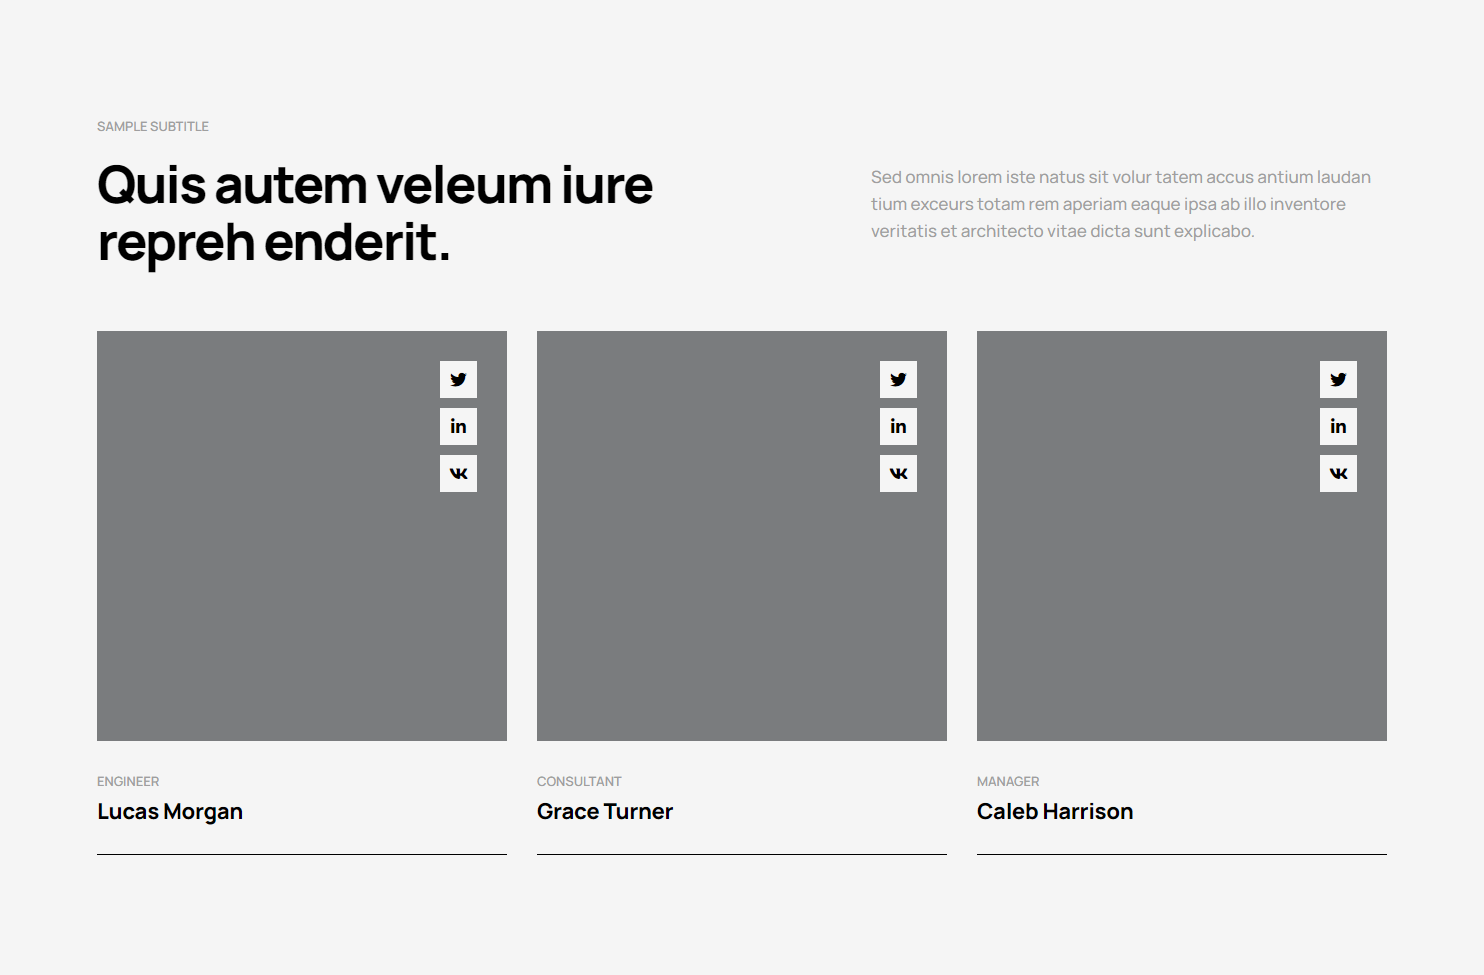 SAMPLE SUBTITLE
Quis autem veleum iure
repreh enderit.
Sed omnis lorem iste natus sit volur tatem accus antium laudan
tium exceurs totam rem aperiam eaque ipsa ab illo inventore
veritatis et architecto vitae dicta sunt explicabo.
in
in
in
ENGINEER
Lucas Morgan
CONSULTANT
Grace Turner
MANAGER
Caleb Harrison